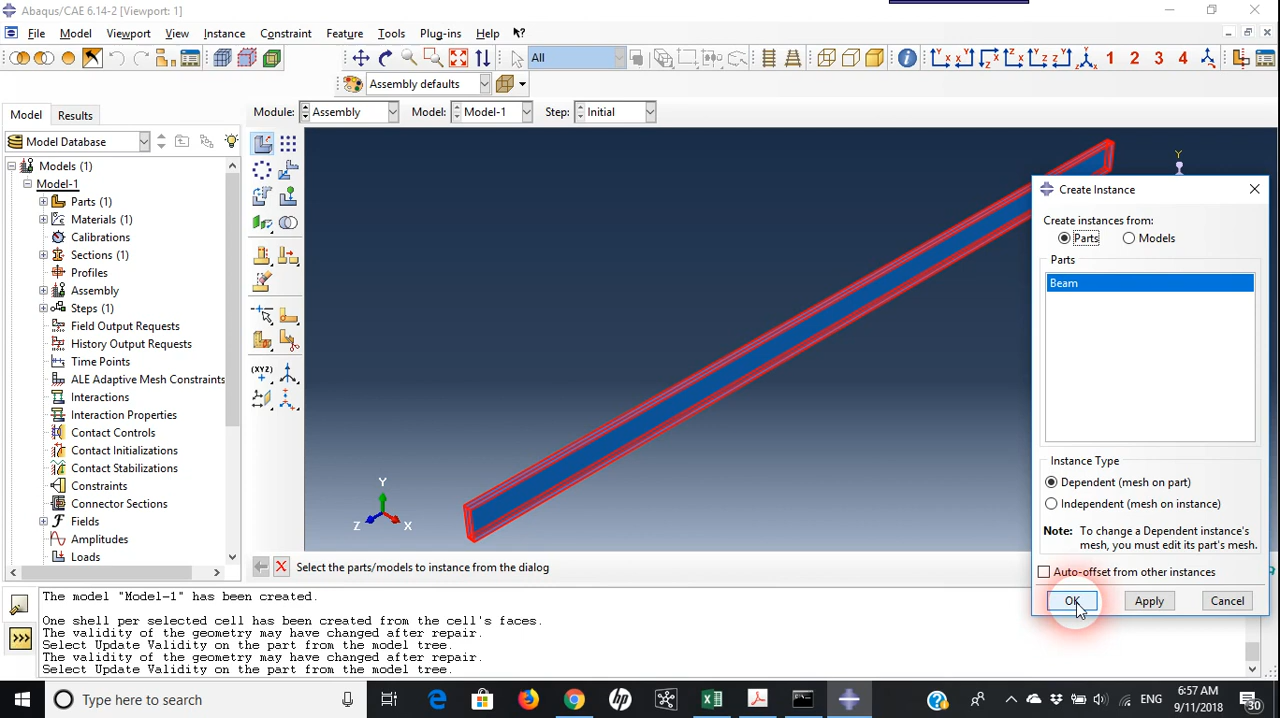 Abaqus/CAE 6.14-2 [Viewport: 1]
File Model Viewport View Instance Constraint Feature Tools Plug-ins Help
All
1 2 3 4
Assembly defaults
Model Results
Module: Assembly Model: Model-1 Step: Initial
Model Database
Models (1)
Model-1
Parts (1)
Materials (1)
Calibrations
Sections (1)
Profiles
Assembly
Steps (1)
Field Output Requests
History Output Requests
Time Points
ALE Adaptive Mesh Constraints
Interactions
Interaction Properties
Contact Controls
Contact Initializations
Contact Stabilizations
Constraints
Connector Sections
Fields
Amplitudes
Loads
(XYZ)
Y
Y
Z
X
Create Instance
Create instances from:
Parts Models
Parts
Beam
Instance Type
Dependent (mesh on part)
Independent (mesh on instance)
Note: To change a Dependent instance's
mesh, you must edit its part's mesh.
Auto-offset from other instances
OK Apply Cancel
Select the parts/models to instance from the dialog
The model "Model-1" has been created.
One shell per selected cell has been created from the cell's faces.
The validity of the geometry may have changed after repair.
Select Update Validity on the part from the model tree.
The validity of the geometry may have changed after repair.
Select Update Validity on the part from the model tree.
>>>
Type here to search
hp
ENG
6:57 AM
9/11/2018
30